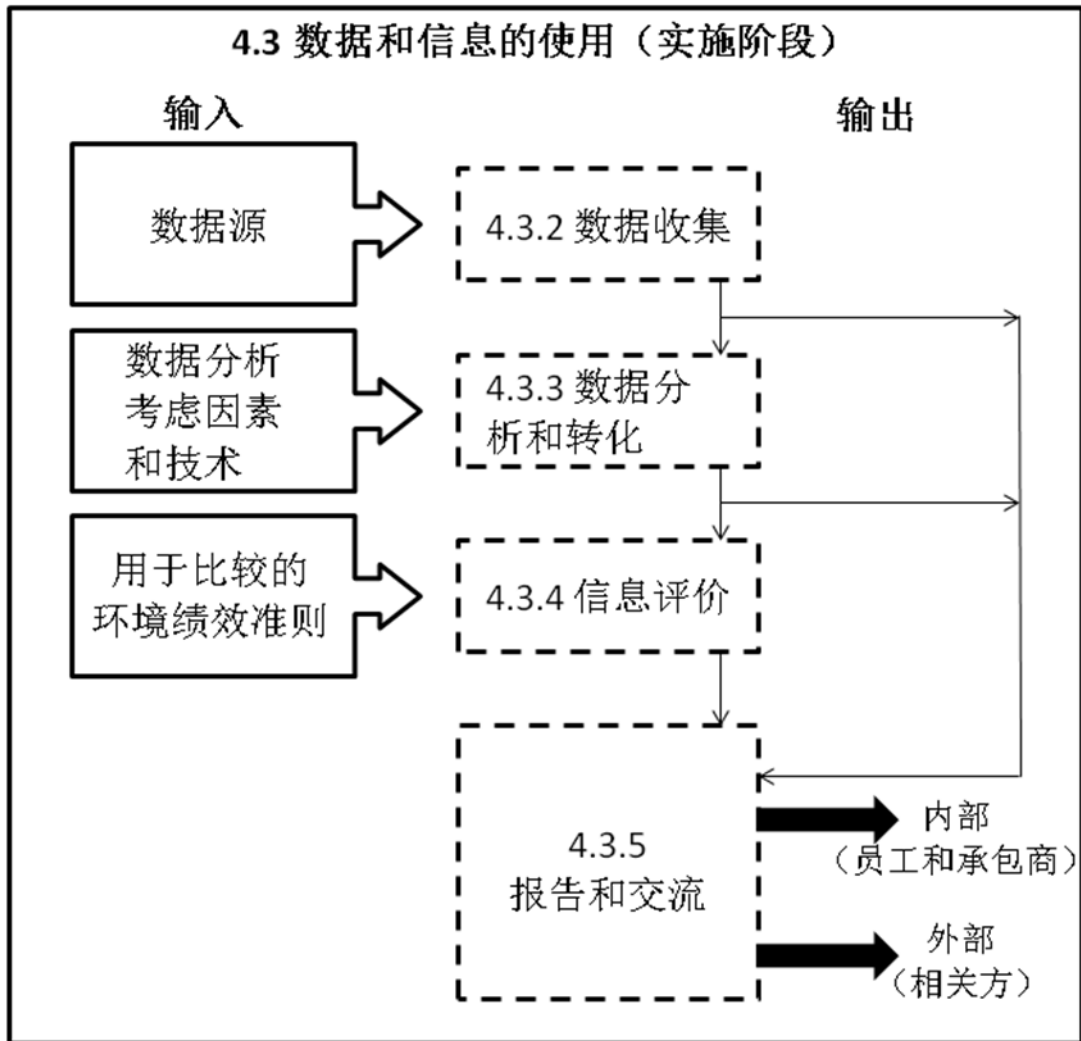 4.3 数据和信息的使用（实施阶段）
输入
输出
数据源
4.3.2 数据收集
数据分析
考虑因素
和技术
4.3.3 数据分
析和转化
用于比较的
环境绩效准则
4.3.4 信息评价
4.3.5
报告和交流
内部
（员工和承包商）
外部
（相关方）